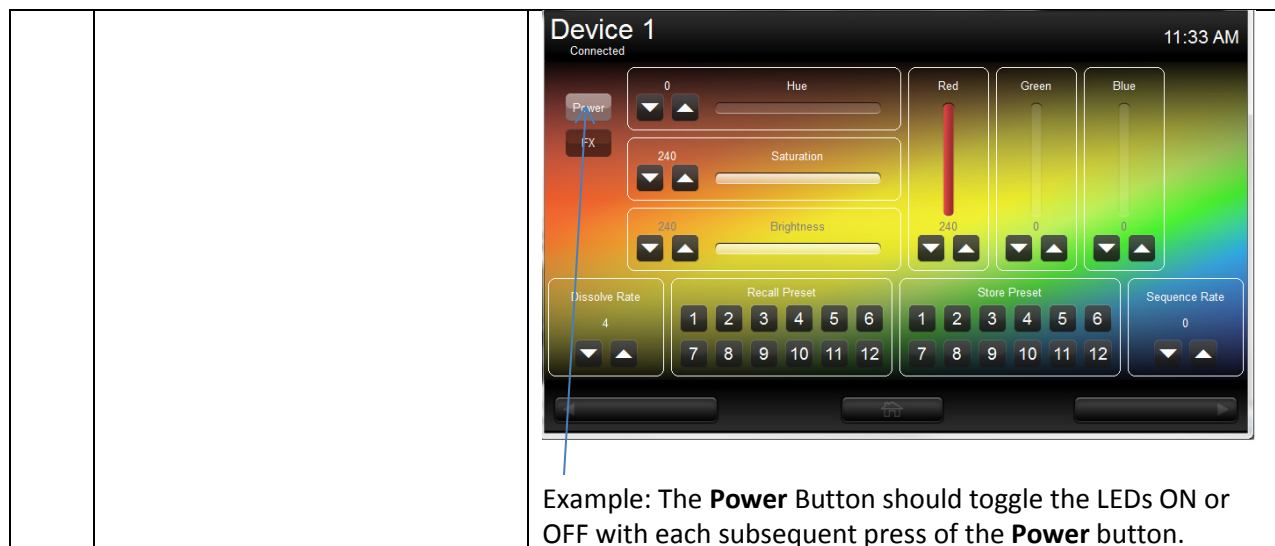 Device 1
Connected
11:33 AM
Power
FX
0 Hue
240 Saturation
240 Brightness
Red
240
Green
0
Blue
0
Dissolve Rate
4
Recall Preset
1 2 3 4 5 6
7 8 9 10 11 12
Store Preset
1 2 3 4 5 6
7 8 9 10 11 12
Sequence Rate
0
Example: The Power Button should toggle the LEDs ON or
OFF with each subsequent press of the Power button.